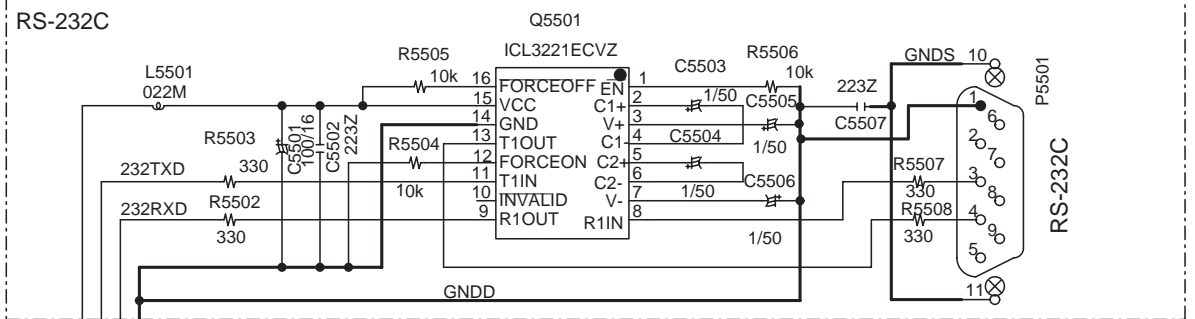 RS-232C
Q5501
ICL3221ECVZ
L5501
022M
R5505
10k
16 FORCEOFF
15 VCC
14 GND
13 T1OUT
12 FORCEON
11 T1IN
10 INVALID
9 R1OUT
EN 1
C1+ 2
V+ 3
C1- 4
C2+ 5
C2- 6
V- 7
R1IN 8
C5503
1/50
R5506
10k
C5505
1/50
C5504
1/50
C5506
1/50
223Z
C5507
GNDS
10
P5501
1
6
2
7
3
8
4
9
5
11
RS-232C
R5507
330
R5508
330
R5503
330
C5501
100/16
C5502
223Z
R5504
10k
232TXD
232RXD
R5502
330
GNDD